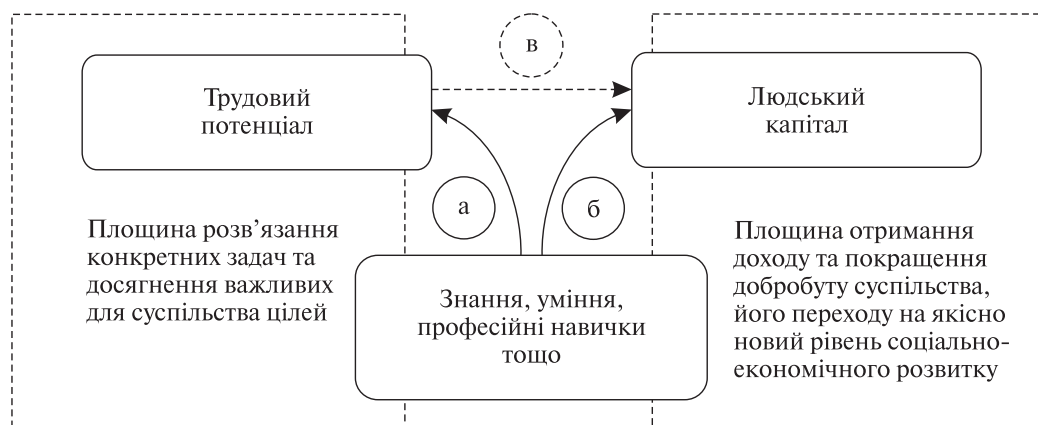 в
Трудовий
потенціал
Людський
капітал
а
б
Площина розв’язання
конкретних задач та
досягнення важливих
для суспільства цілей
Знання, уміння,
професійні навички
тощо
Площина отримання
доходу та покращення
добробуту суспільства,
його переходу на якісно
новий рівень соціально-
економічного розвитку